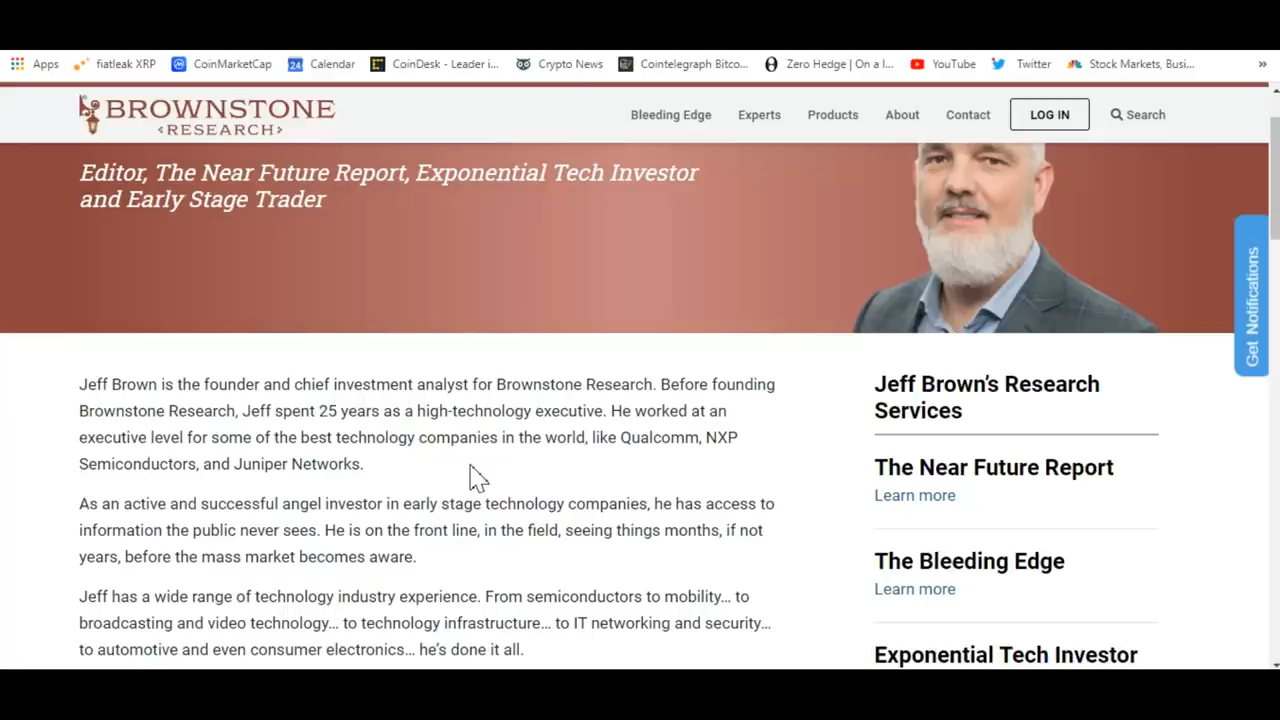 Apps fiatleak XRP CoinMarketCap Calendar CoinDesk - Leader i... Crypto News Cointelegraph Bitco... Zero Hedge | On a l... YouTube Twitter Stock Markets, Busi... »
BROWNSTONE
‹RESEARCH›
Bleeding Edge Experts Products About Contact LOG IN Search
Editor, The Near Future Report, Exponential Tech Investor
and Early Stage Trader
Get Notifications
Jeff Brown is the founder and chief investment analyst for Brownstone Research. Before founding
Brownstone Research, Jeff spent 25 years as a high-technology executive. He worked at an
executive level for some of the best technology companies in the world, like Qualcomm, NXP
Semiconductors, and Juniper Networks.
As an active and successful angel investor in early stage technology companies, he has access to
information the public never sees. He is on the front line, in the field, seeing things months, if not
years, before the mass market becomes aware.
Jeff has a wide range of technology industry experience. From semiconductors to mobility… to
broadcasting and video technology… to technology infrastructure… to IT networking and security…
to automotive and even consumer electronics… he's done it all.
Jeff Brown's Research
Services
The Near Future Report
Learn more
The Bleeding Edge
Learn more
Exponential Tech Investor